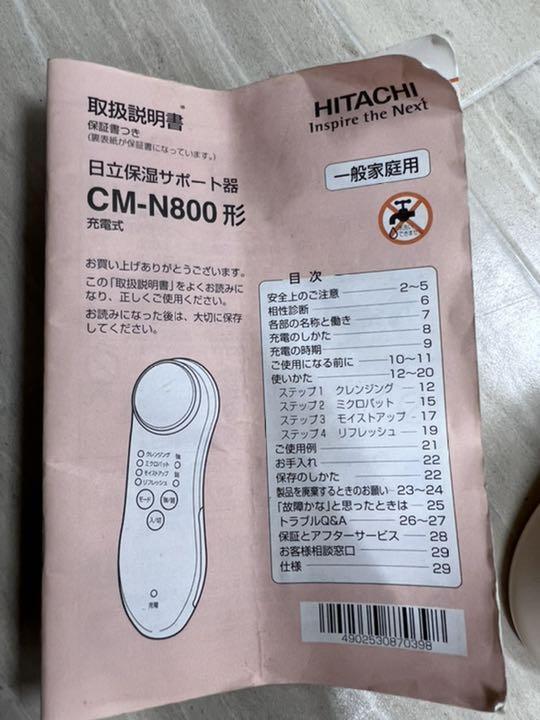 取扱説明書
保証書つき
(裏表紙が保証書になっています。)
HITACHI
Inspire the Next
日立保湿サポート器
CM-N800 形
充電式
一般家庭用
お買い上げありがとうございます。
この「取扱説明書」をよくお読みに
なり、正しくご使用ください。
お読みになった後は、大切に保存
してください。
目 次
安全上のご注意 2~5
相性診断 6
各部の名称と働き 7
充電のしかた 8
充電の時期 9
ご使用になる前に 10~11
使いかた 12~20
ステップ1 クレンジング 12
ステップ2 ミクロパット 15
ステップ3 モイストアップ 17
ステップ4 リフレッシュ 19
ご使用例 21
お手入れ 22
保存のしかた 22
製品を廃棄するときのお願い 23~24
「故障かな」と思ったときは 25
トラブルQ&A 26~27
保証とアフターサービス 28
お客様相談窓口 29
仕様 29
クレンジング 強
ミクロパット
モイストアップ 弱
リフレッシュ
モード 強/弱
入/切
充電
4902530870398